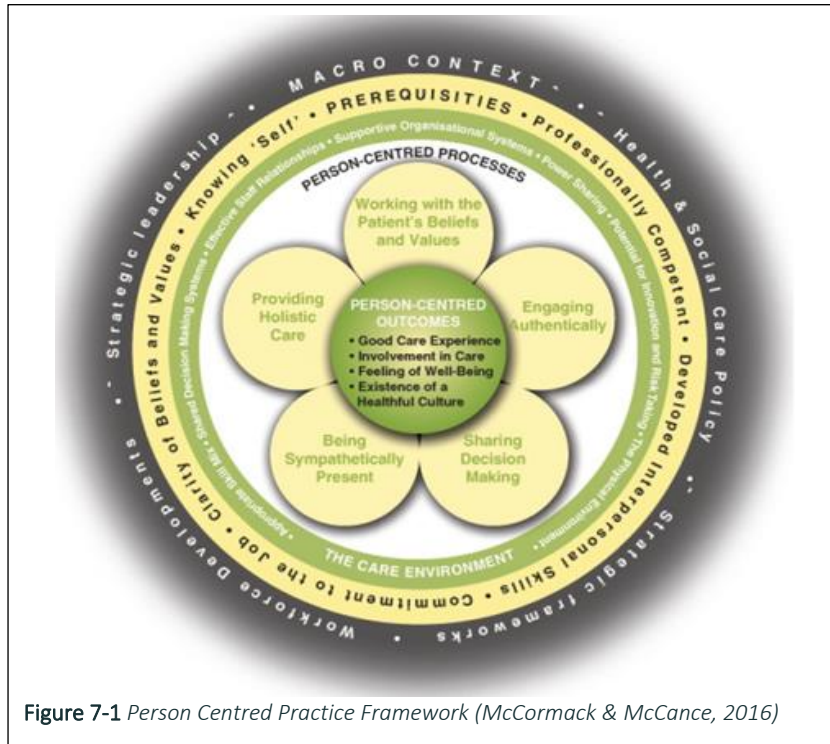 • MACRO CONTEXT - • - Health & Social Care Policy • - Strategic frameworks • Workforce Developments • - Strategic leadership -
PREREQUISITIES • Professionally Competent • Developed Interpersonal Skills • Commitment to the Job • Clarity of Beliefs and Values • Knowing 'Self' •
THE CARE ENVIRONMENT • Appropriate Skill Mix • Shared Decision Making Systems • Effective Staff Relationships • Supportive Organisational Systems • Power Sharing • Potential for Innovation and Risk Taking • The Physical Environment •
PERSON-CENTRED PROCESSES
Working with the
Patient's Beliefs
and Values
Providing
Holistic
Care
Engaging
Authentically
PERSON-CENTRED
OUTCOMES
• Good Care Experience
• Involvement in Care
• Feeling of Well-Being
• Existence of a
Healthful Culture
Being
Sympathetically
Present
Sharing
Decision
Making
Figure 7-1 Person Centred Practice Framework (McCormack & McCance, 2016)